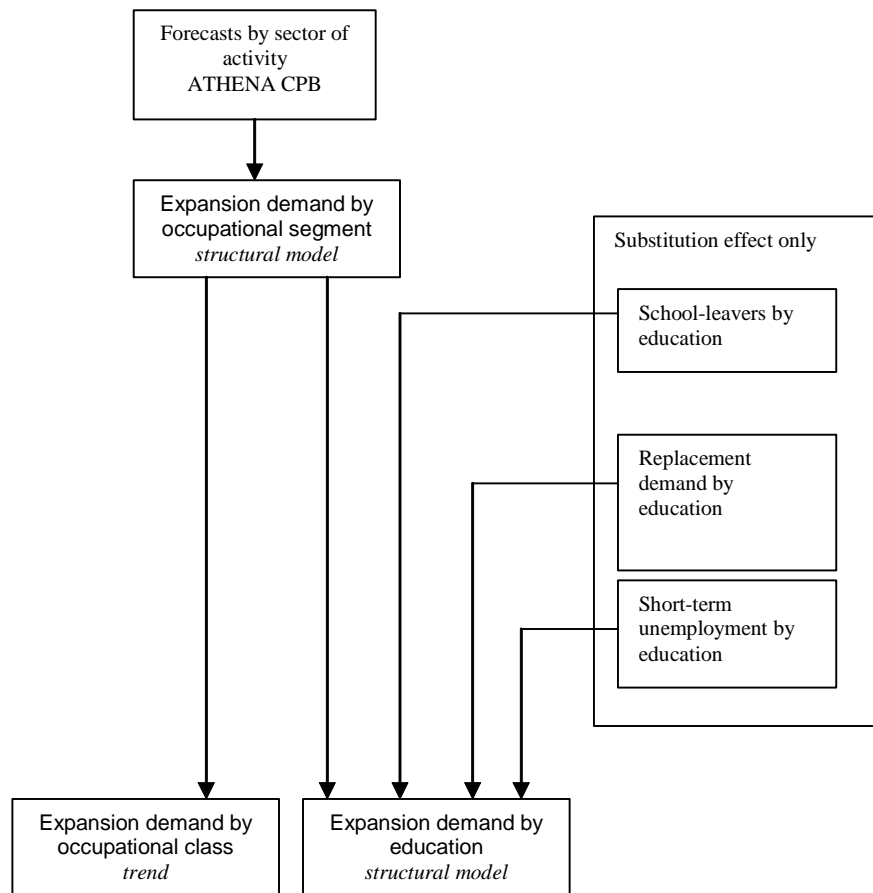 Forecasts by sector of
activity
ATHENA CPB
Expansion demand by
occupational segment
structural model
Substitution effect only
School-leavers by
education
Replacement
demand by
education
Short-term
unemployment by
education
Expansion demand by
occupational class
trend
Expansion demand by
education
structural model